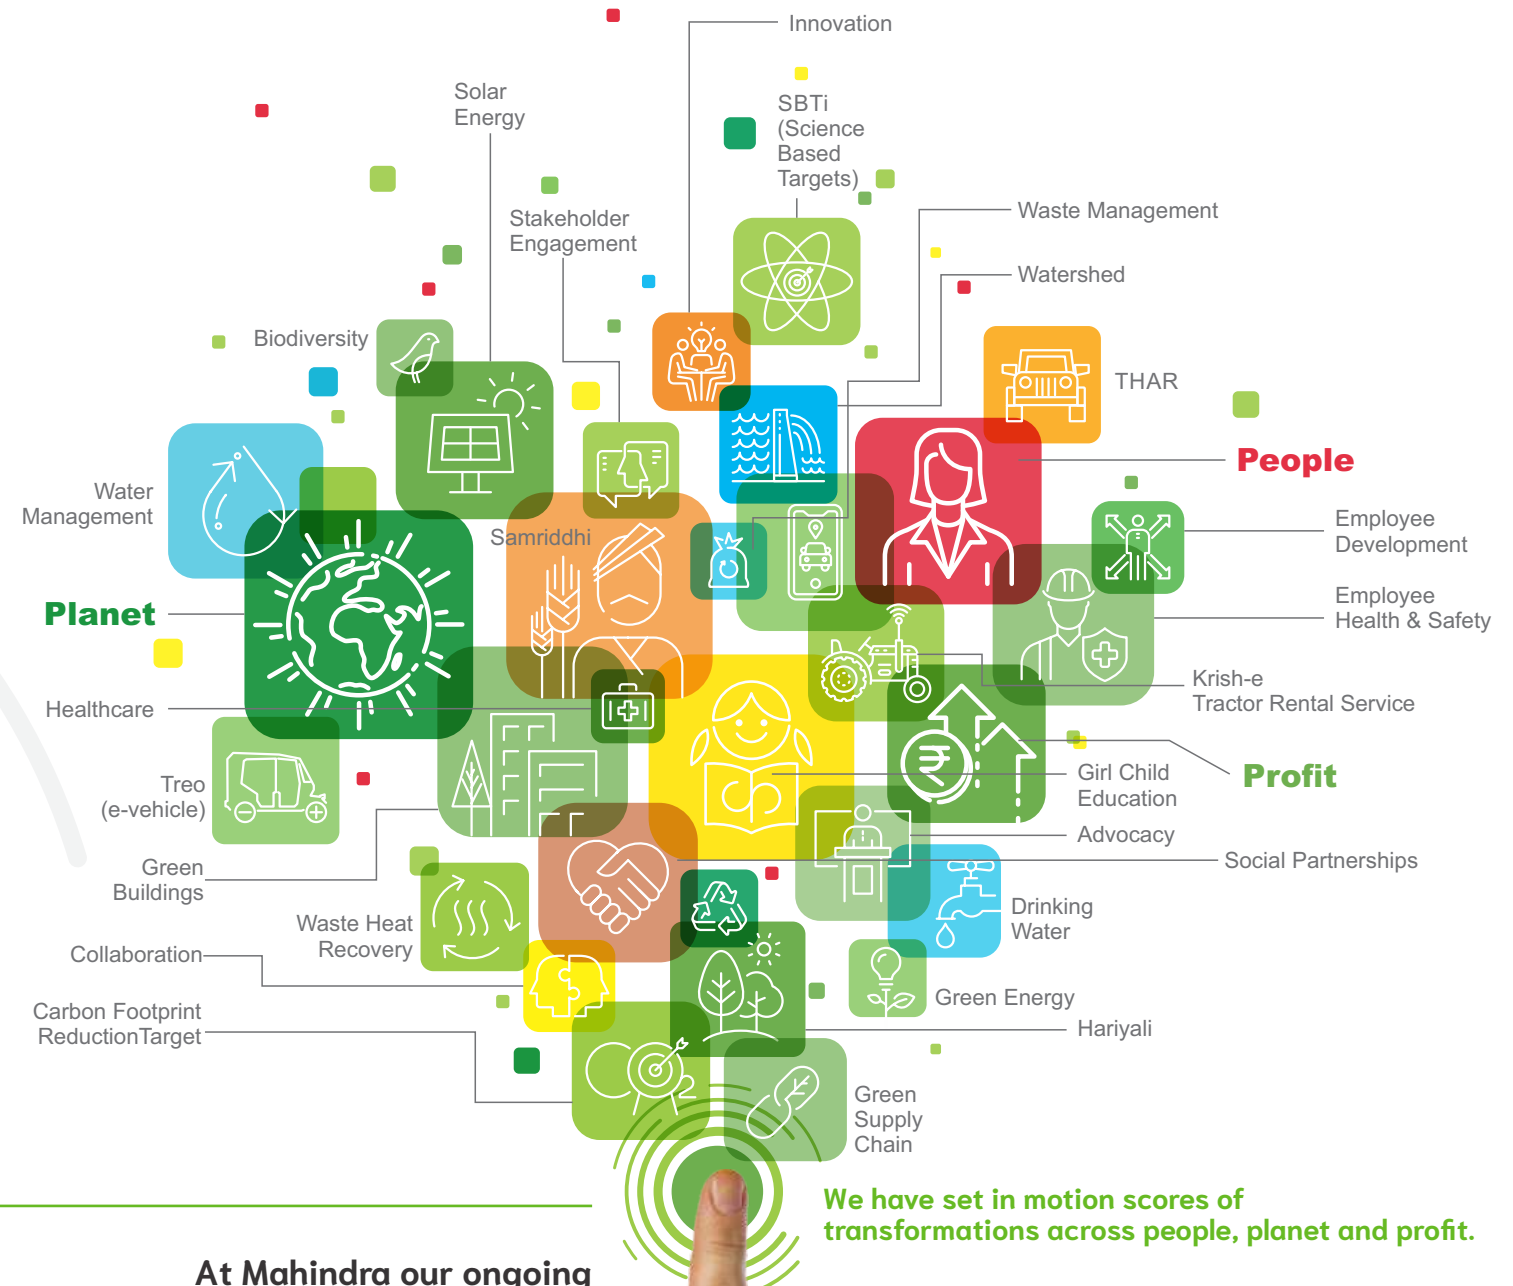 Innovation
Solar
Energy
SBTi
(Science
Based
Targets)
Stakeholder
Engagement
Waste Management
Watershed
Biodiversity
THAR
People
Water
Management
Employee
Development
Samriddhi
Planet
Employee
Health & Safety
Krish-e
Tractor Rental Service
Healthcare
Treo
(e-vehicle)
Girl Child
Education
Profit
Advocacy
Green
Buildings
Social Partnerships
Waste Heat
Recovery
Drinking
Water
Collaboration
Green Energy
Carbon Footprint
ReductionTarget
Hariyali
Green
Supply
Chain
We have set in motion scores of
transformations across people, planet and profit.
At Mahindra our ongoing